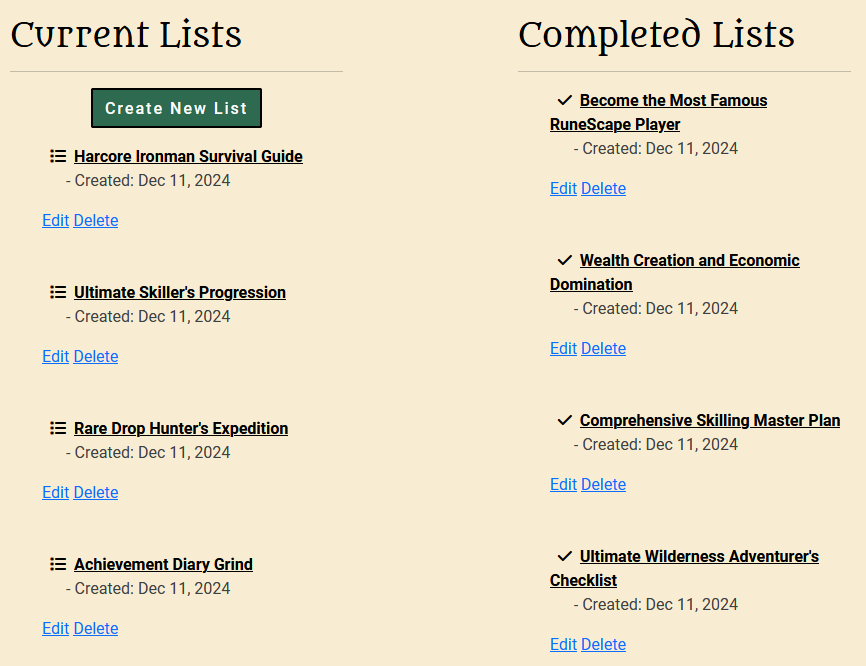 Current Lists
Create New List
Harcore Ironman Survival Guide
- Created: Dec 11, 2024
Edit Delete
Ultimate Skiller's Progression
- Created: Dec 11, 2024
Edit Delete
Rare Drop Hunter's Expedition
- Created: Dec 11, 2024
Edit Delete
Achievement Diary Grind
- Created: Dec 11, 2024
Edit Delete
Completed Lists
Become the Most Famous
RuneScape Player
- Created: Dec 11, 2024
Edit Delete
Wealth Creation and Economic
Domination
- Created: Dec 11, 2024
Edit Delete
Comprehensive Skilling Master Plan
- Created: Dec 11, 2024
Edit Delete
Ultimate Wilderness Adventurer's
Checklist
- Created: Dec 11, 2024
Edit Delete